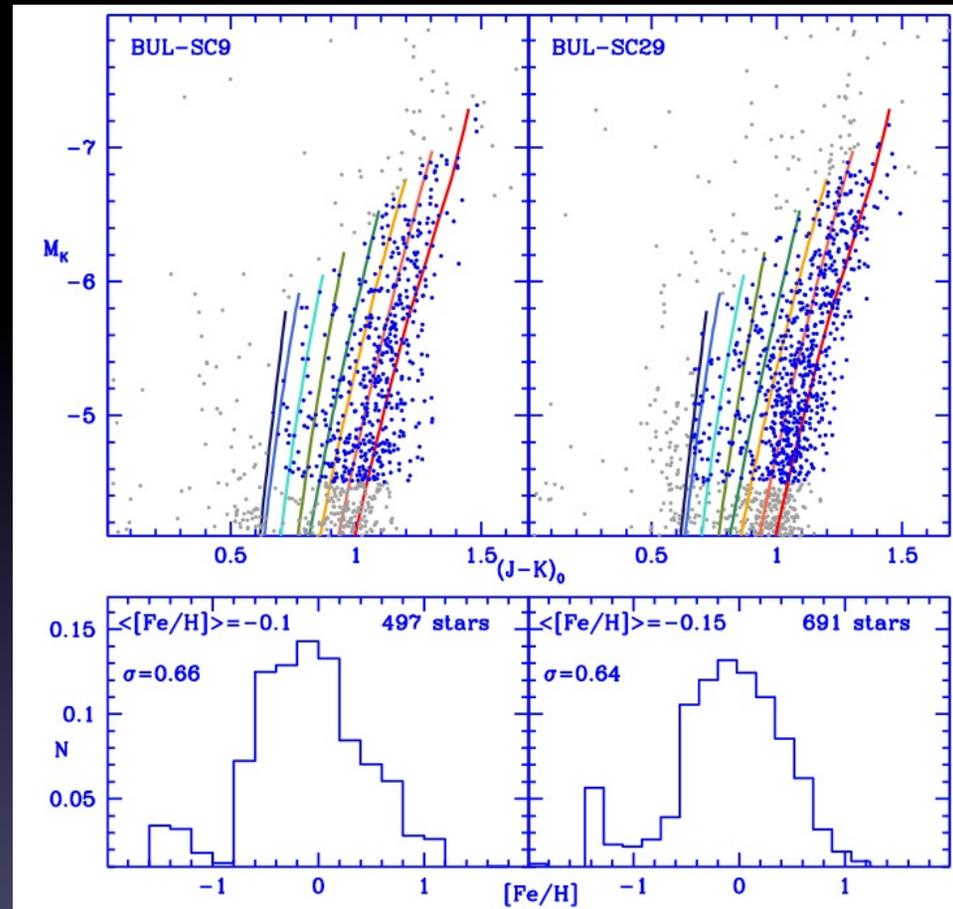 BUL-SC9
BUL-SC29
-7
-6
-5
M_K
0.5 1 1.5 0.5 1 1.5
(J-K)_0
<[Fe/H]>=-0.1 497 stars
σ=0.66
<[Fe/H]>=-0.15 691 stars
σ=0.64
0.15
0.1
0.05
N
-1 0 1 -1 0 1
[Fe/H]